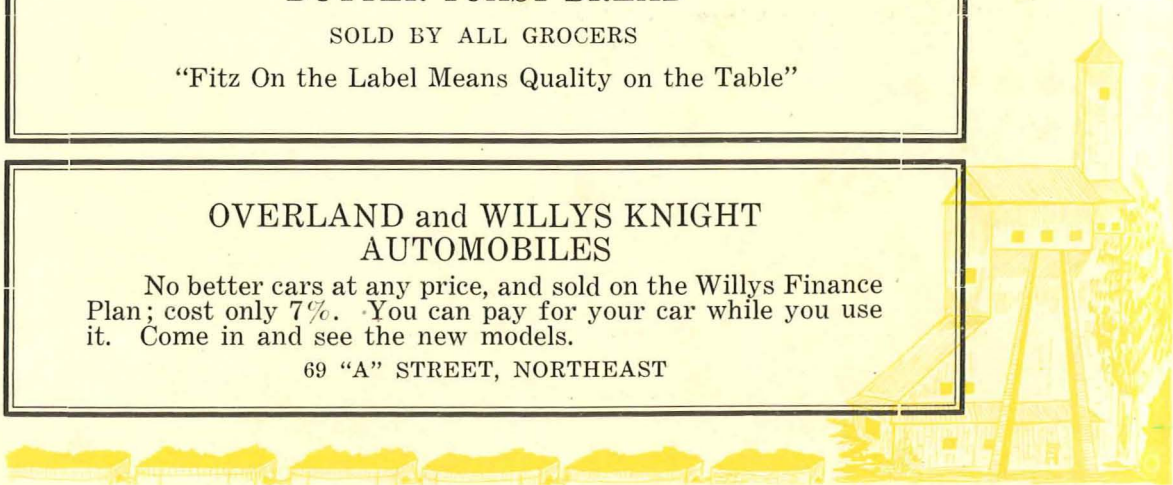 SOLD BY ALL GROCERS
“Fitz On the Label Means Quality on the Table”
OVERLAND and WILLYS KNIGHT
AUTOMOBILES
No better cars at any price, and sold on the Willys Finance
Plan; cost only 7%. You can pay for your car while you use
it. Come in and see the new models.
69 “A” STREET, NORTHEAST